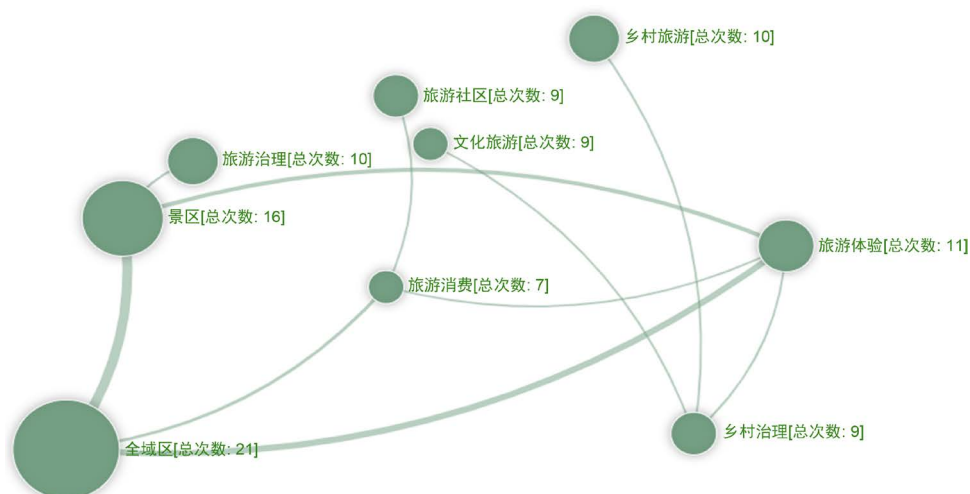 乡村旅游[总次数: 10]
旅游社区[总次数: 9]
文化旅游[总次数: 9]
旅游治理[总次数: 10]
景区[总次数: 16]
旅游体验[总次数: 11]
旅游消费[总次数: 7]
乡村治理[总次数: 9]
全域区[总次数: 21]